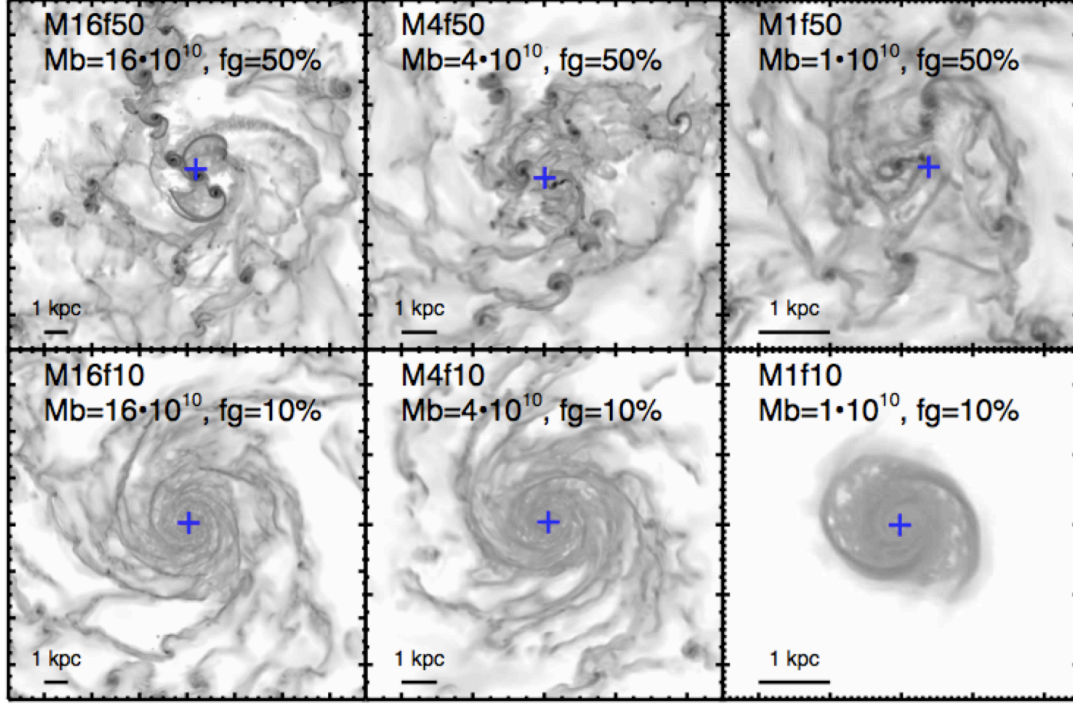 M16f50
Mb=16•10¹⁰, fg=50%
1 kpc
M4f50
Mb=4•10¹⁰, fg=50%
1 kpc
M1f50
Mb=1•10¹⁰, fg=50%
1 kpc
M16f10
Mb=16•10¹⁰, fg=10%
1 kpc
M4f10
Mb=4•10¹⁰, fg=10%
1 kpc
M1f10
Mb=1•10¹⁰, fg=10%
1 kpc